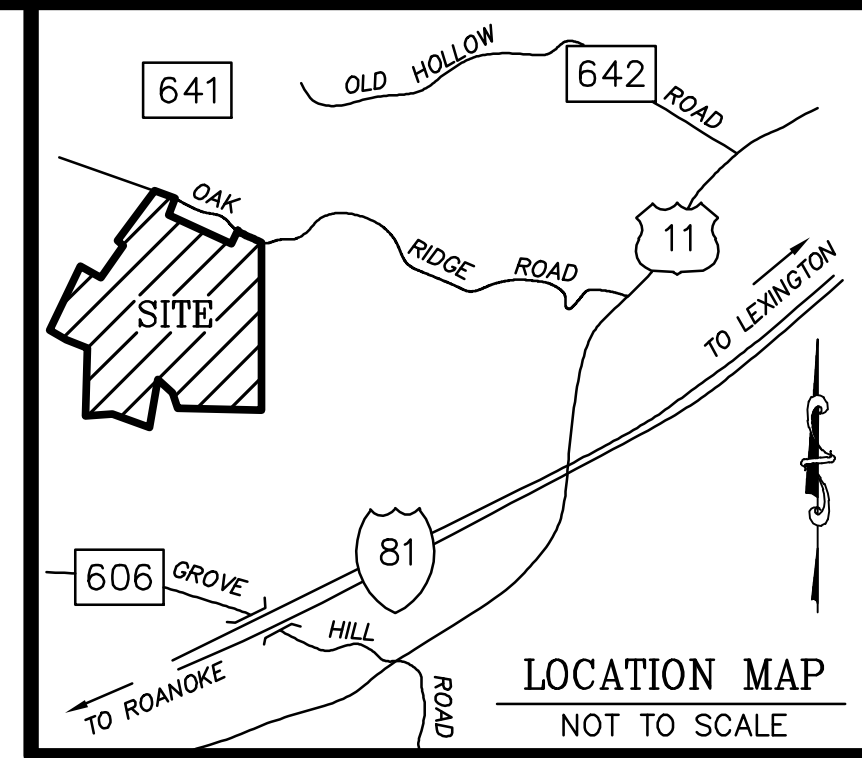 641
OLD HOLLOW
642
ROAD
OAK
11
RIDGE ROAD
TO LEXINGTON
SITE
81
606
GROVE
HILL
ROAD
TO ROANOKE
LOCATION MAP
NOT TO SCALE